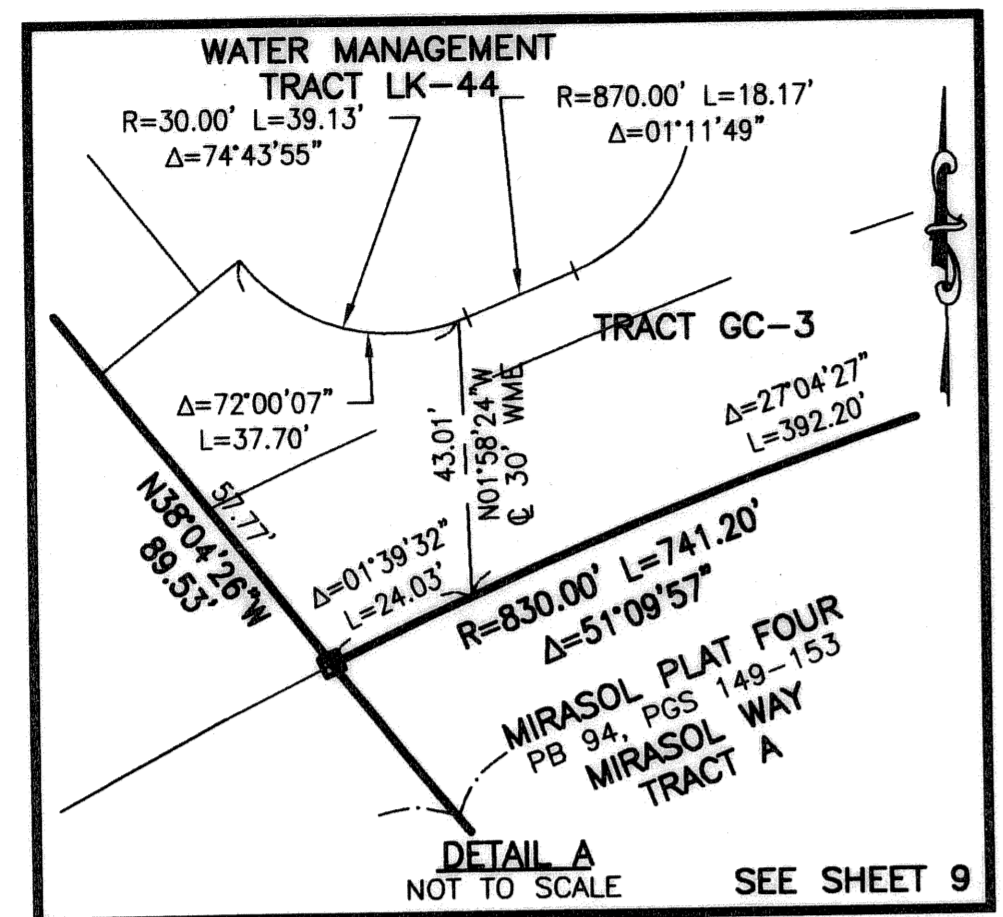 WATER MANAGEMENT
TRACT LK-44
R=30.00' L=39.13'
Δ=74°43'55"
R=870.00' L=18.17'
Δ=01°11'49"
TRACT GC-3
Δ=72°00'07"
L=37.70'
43.01'
N01°58'24"W
℄ 30' WME
Δ=27°04'27"
L=392.20'
57.77'
N38°04'26"W
89.53'
Δ=01°39'32"
L=24.03'
R=830.00' L=741.20'
Δ=51°09'57"
MIRASOL PLAT FOUR
PB 94, PGS 149-153
MIRASOL WAY
TRACT A
DETAIL A
NOT TO SCALE
SEE SHEET 9